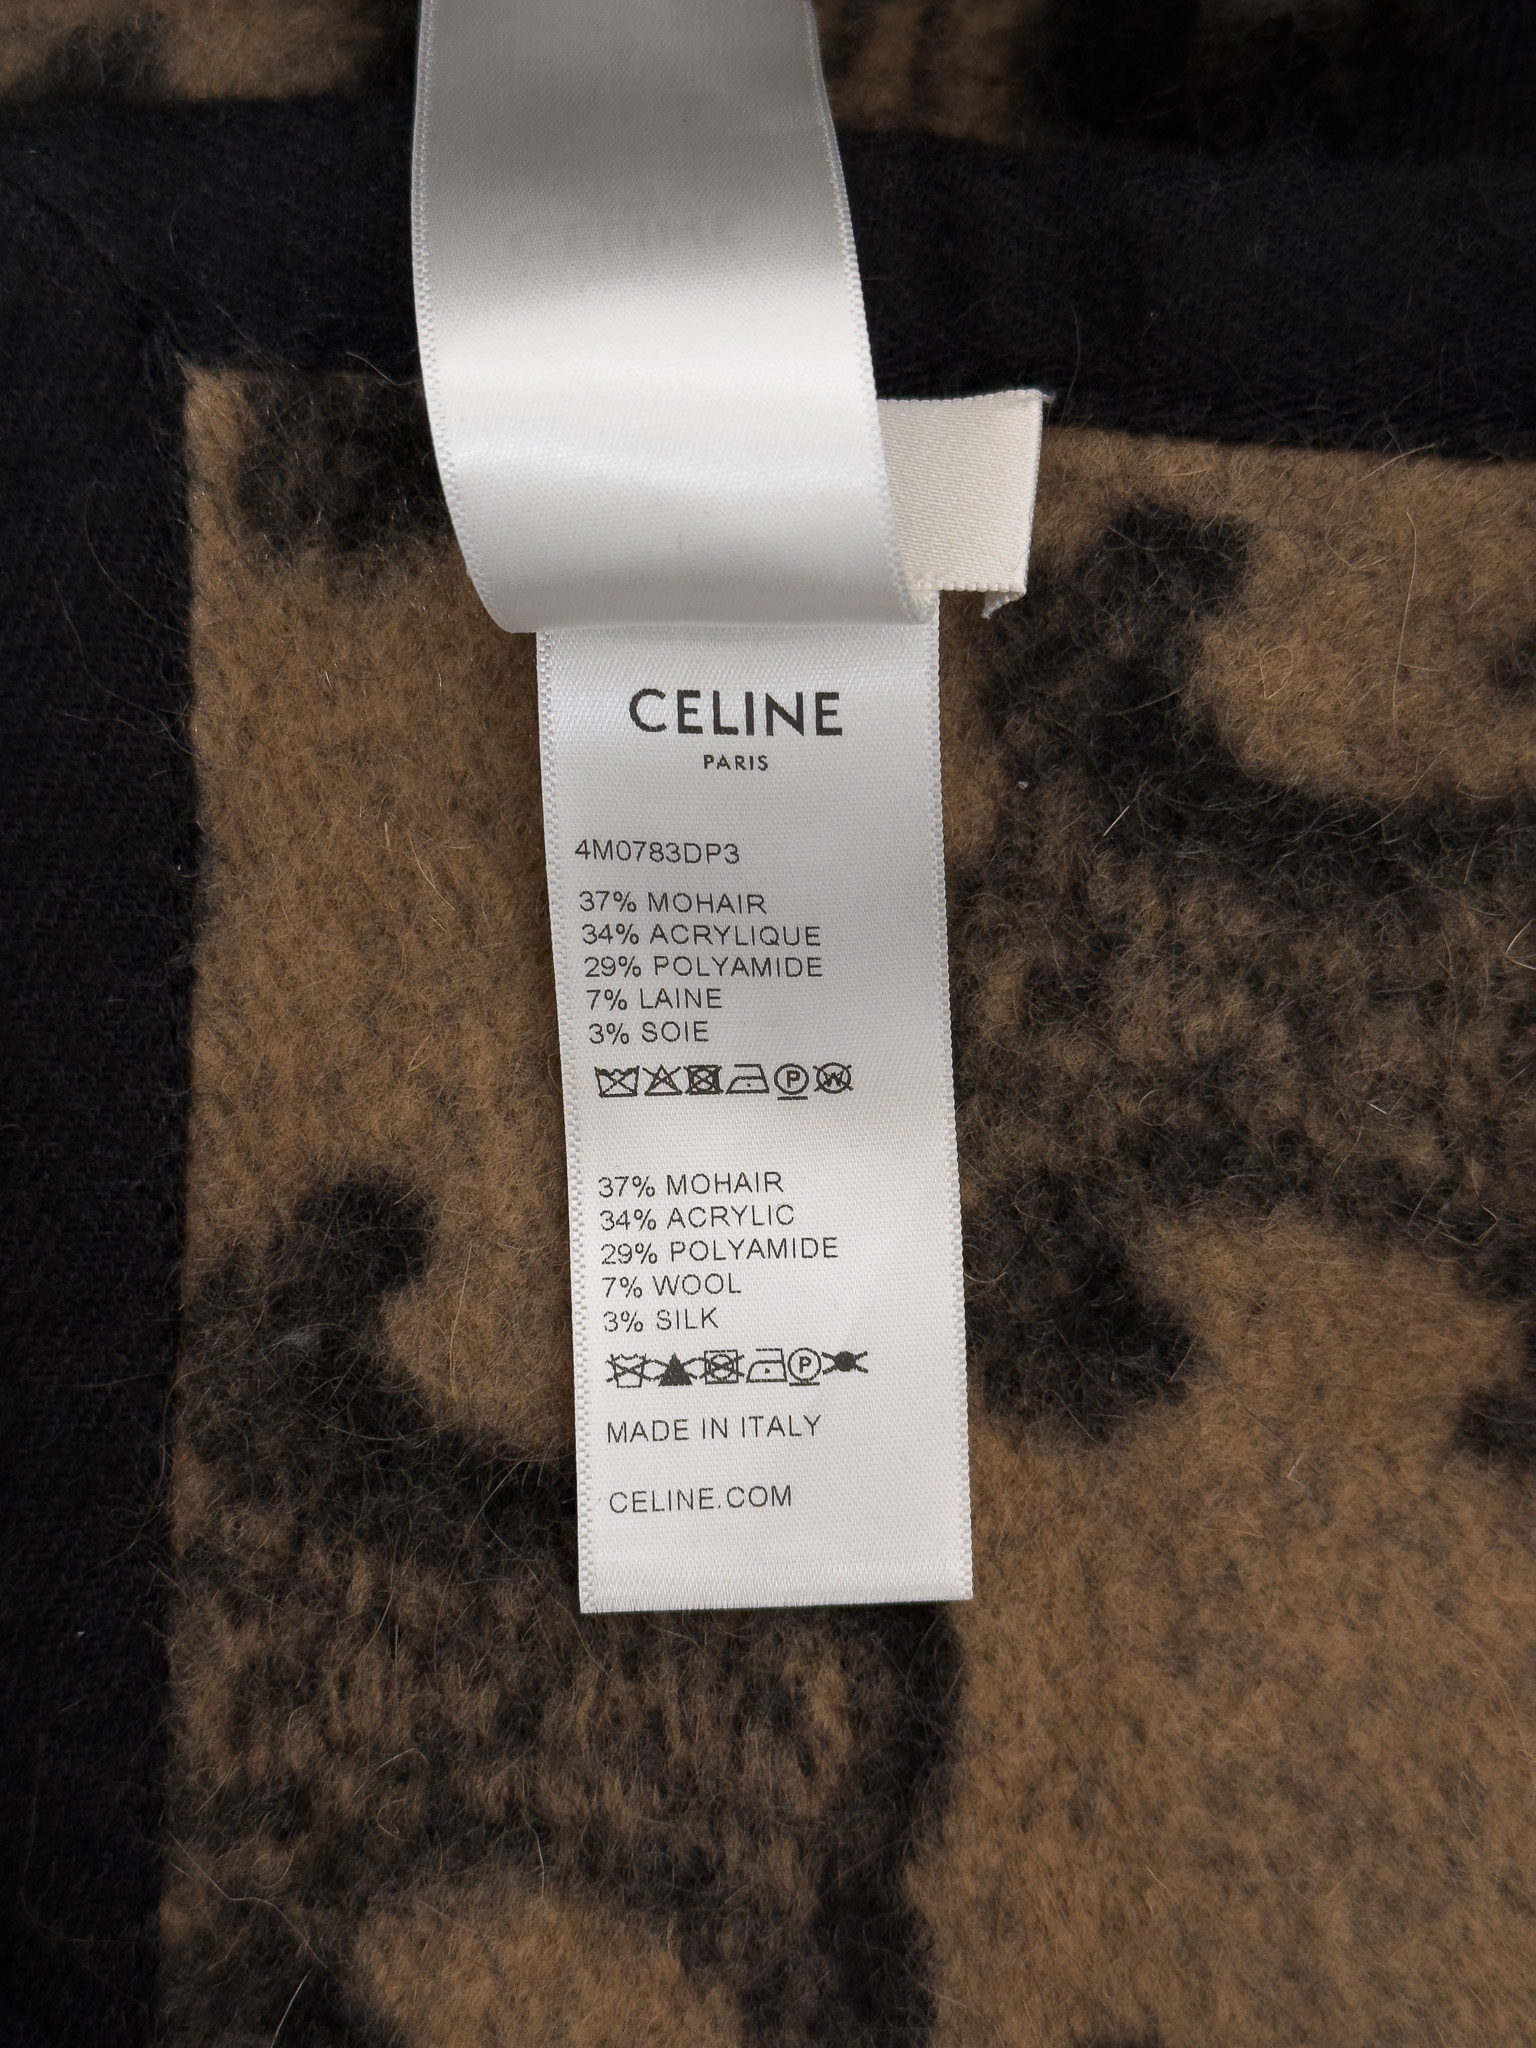 CELINE
PARIS
4M0783DP3
37% MOHAIR
34% ACRYLIQUE
29% POLYAMIDE
7% LAINE
3% SOIE
P W
37% MOHAIR
34% ACRYLIC
29% POLYAMIDE
7% WOOL
3% SILK
P
MADE IN ITALY
CELINE.COM